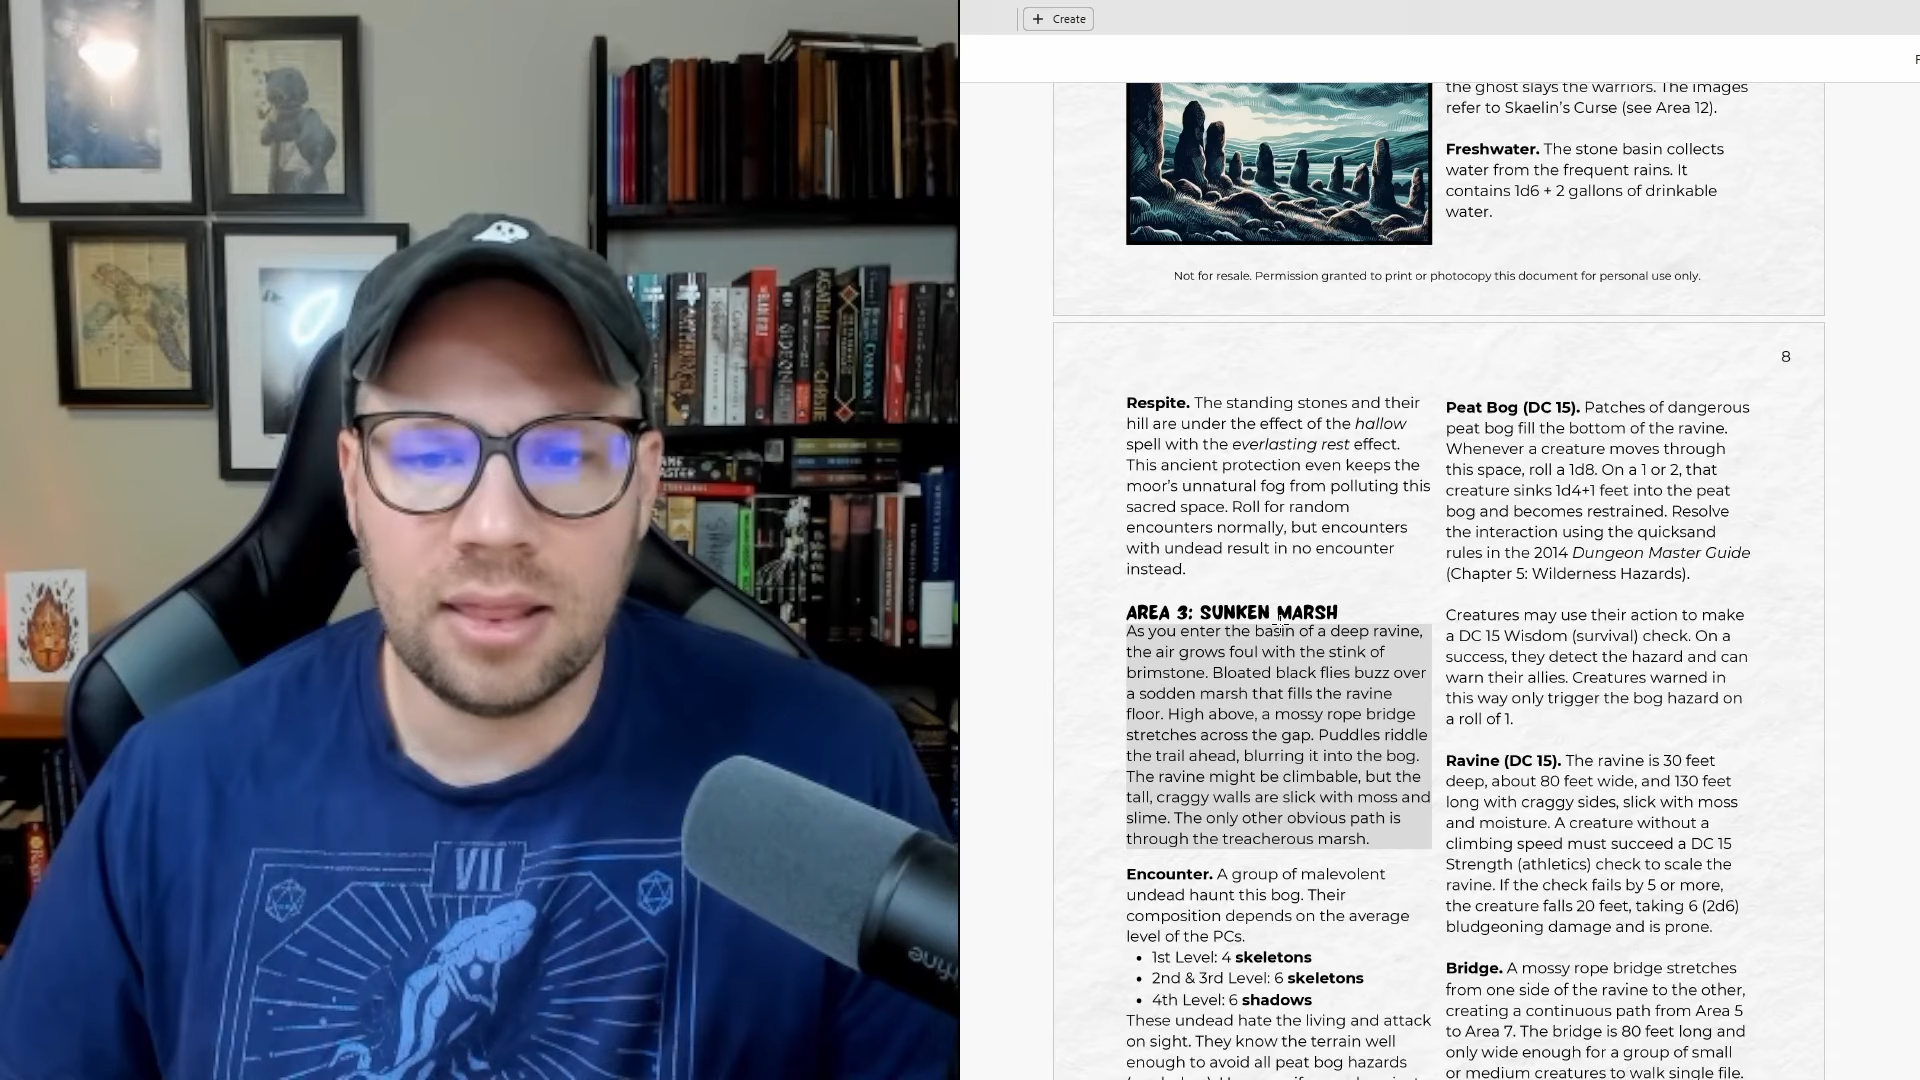 Create
the ghost slays the warriors. The images
refer to Skaelin's Curse (see Area 12).
Freshwater. The stone basin collects
water from the frequent rains. It
contains 1d6 + 2 gallons of drinkable
water.
Not for resale. Permission granted to print or photocopy this document for personal use only.
8
Respite. The standing stones and their
hill are under the effect of the hallow
spell with the everlasting rest effect.
This ancient protection even keeps the
moor's unnatural fog from polluting this
sacred space. Roll for random
encounters normally, but encounters
with undead result in no encounter
instead.
AREA 3: SUNKEN MARSH
As you enter the basin of a deep ravine,
the air grows foul with the stink of
brimstone. Bloated black flies buzz over
a sodden marsh that fills the ravine
floor. High above, a mossy rope bridge
stretches across the gap. Puddles riddle
the trail ahead, blurring it into the bog.
The ravine might be climbable, but the
tall, craggy walls are slick with moss and
slime. The only other obvious path is
through the treacherous marsh.
Encounter. A group of malevolent
undead haunt this bog. Their
composition depends on the average
level of the PCs.
• 1st Level: 4 skeletons
• 2nd & 3rd Level: 6 skeletons
• 4th Level: 6 shadows
These undead hate the living and attack
on sight. They know the terrain well
enough to avoid all peat bog hazards
Peat Bog (DC 15). Patches of dangerous
peat bog fill the bottom of the ravine.
Whenever a creature moves through
this space, roll a 1d8. On a 1 or 2, that
creature sinks 1d4+1 feet into the peat
bog and becomes restrained. Resolve
the interaction using the quicksand
rules in the 2014 Dungeon Master Guide
(Chapter 5: Wilderness Hazards).
Creatures may use their action to make
a DC 15 Wisdom (survival) check. On a
success, they detect the hazard and can
warn their allies. Creatures warned in
this way only trigger the bog hazard on
a roll of 1.
Ravine (DC 15). The ravine is 30 feet
deep, about 80 feet wide, and 130 feet
long with craggy sides, slick with moss
and moisture. A creature without a
climbing speed must succeed a DC 15
Strength (athletics) check to scale the
ravine. If the check fails by 5 or more,
the creature falls 20 feet, taking 6 (2d6)
bludgeoning damage and is prone.
Bridge. A mossy rope bridge stretches
from one side of the ravine to the other,
creating a continuous path from Area 5
to Area 7. The bridge is 80 feet long and
only wide enough for a group of small
or medium creatures to walk single file.
VII
AGATHA